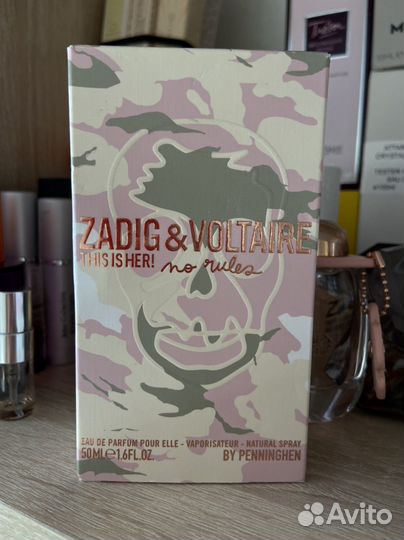 ZADIG&VOLTAIRE
THIS IS HER! no rules
EAU DE PARFUM POUR ELLE - VAPORISATEUR - NATURAL SPRAY
50ML℮1.6FL.OZ. BY PENNINGHEN
Avito